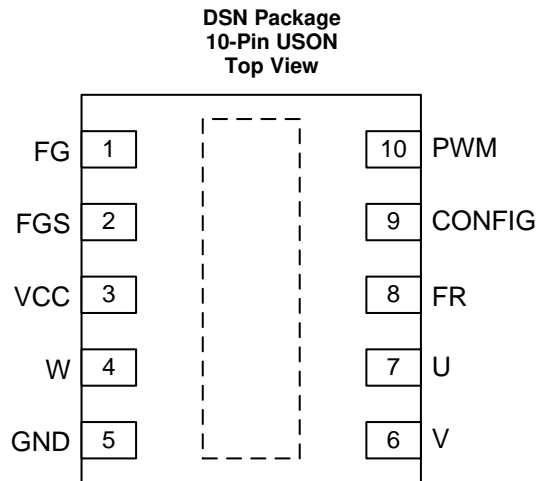 DSN Package
10-Pin USON
Top View
FG 1 10 PWM
FGS 2 9 CONFIG
VCC 3 8 FR
W 4 7 U
GND 5 6 V